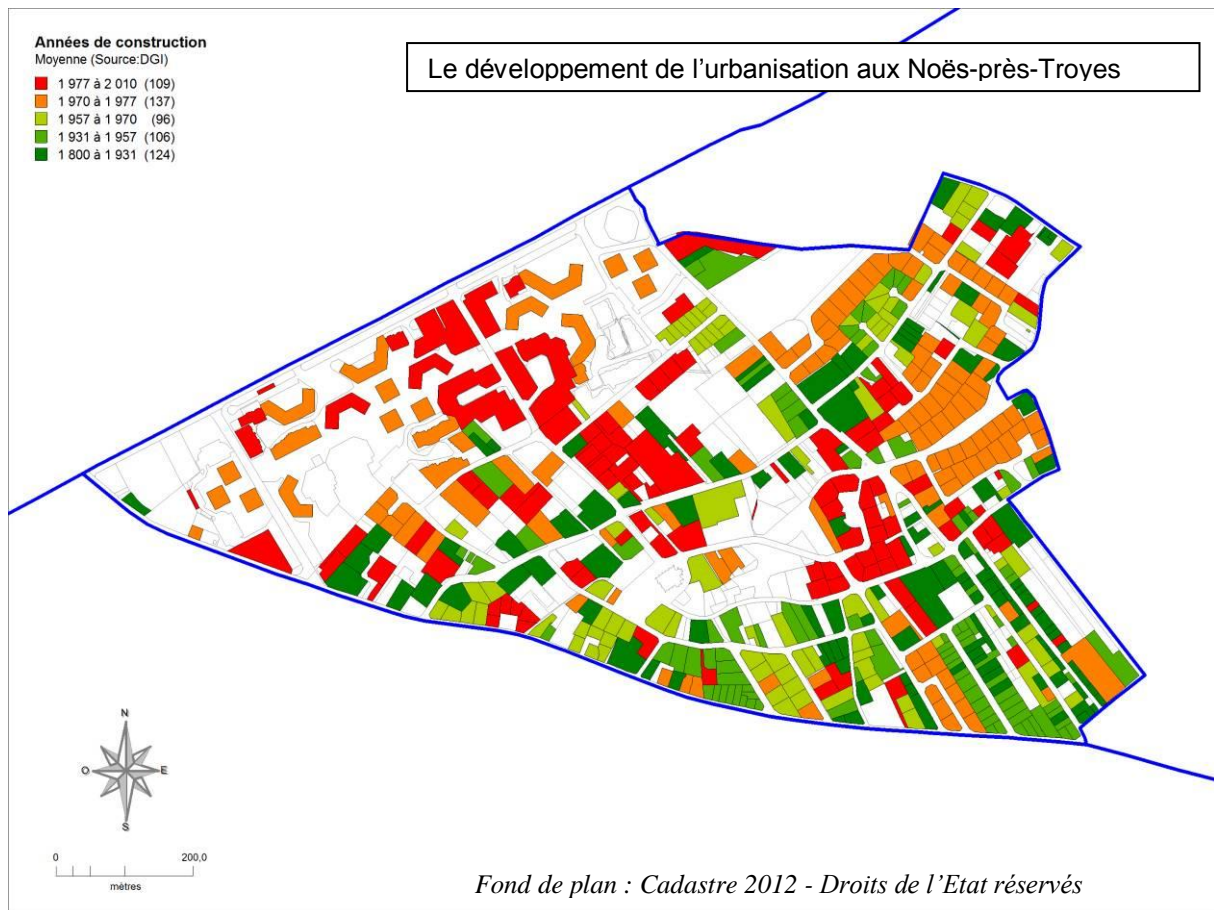 Années de construction
Moyenne (Source:DGI)
1 977 à 2 010 (109)
1 970 à 1 977 (137)
1 957 à 1 970 (96)
1 931 à 1 957 (106)
1 800 à 1 931 (124)
Le développement de l'urbanisation aux Noës-près-Troyes
N
O E
S
0 200,0
mètres
Fond de plan : Cadastre 2012 - Droits de l'Etat réservés